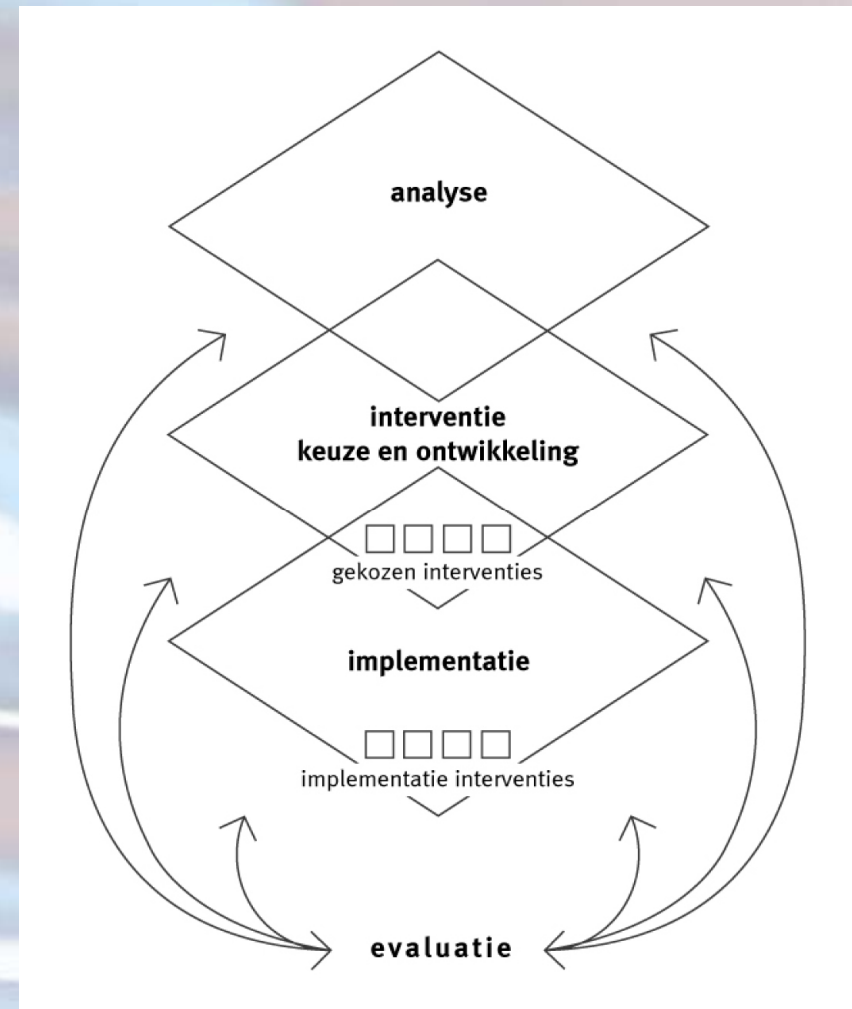 analyse
interventie
keuze en ontwikkeling
gekozen interventies
implementatie
implementatie interventies
evaluatie